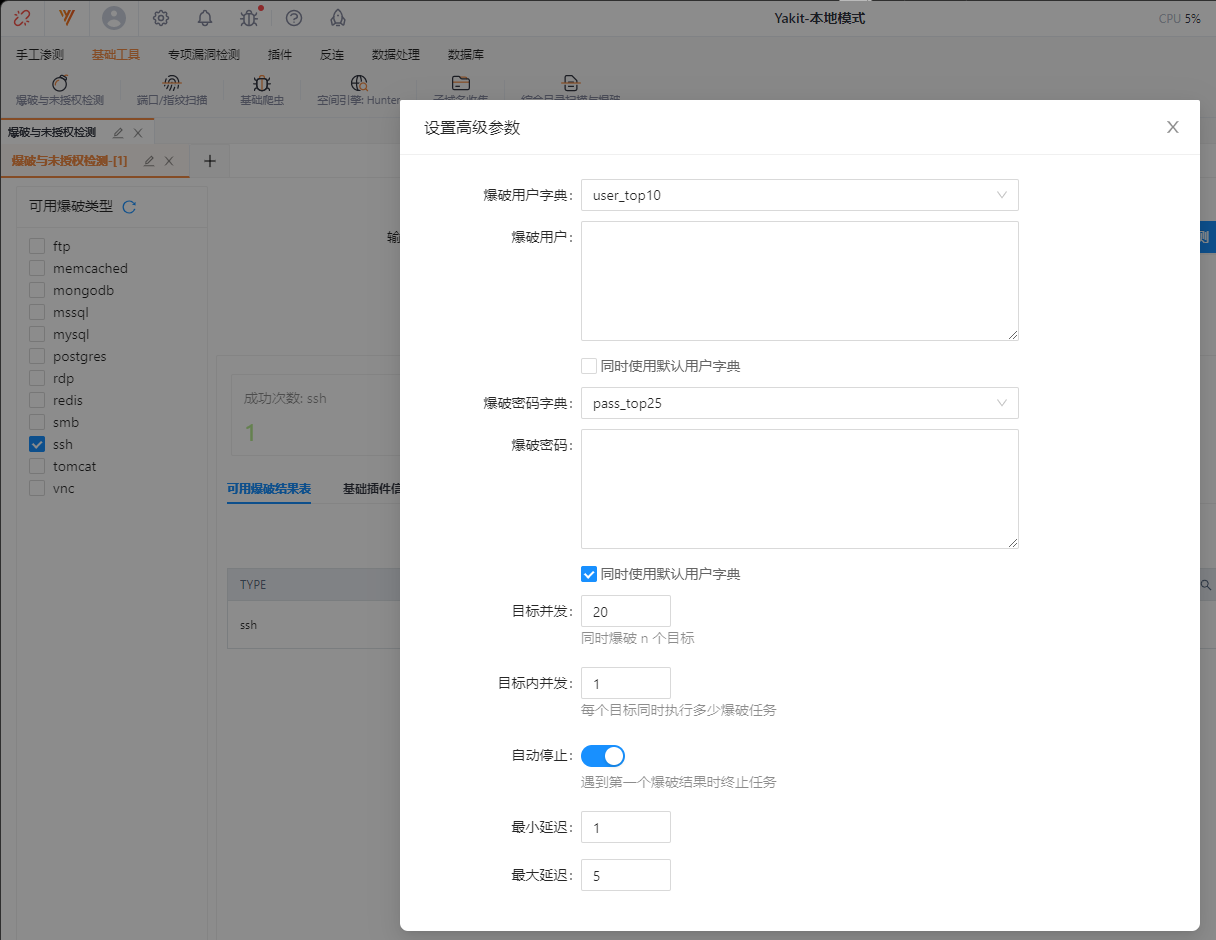 Yakit-本地模式
CPU 5%
手工渗透 基础工具 专项漏洞检测 插件 反连 数据处理 数据库
爆破与未授权检测 端口/指纹扫描 基础爬虫 空间引擎: Hunter
爆破与未授权检测
爆破与未授权检测-[1]
可用爆破类型
ftp
memcached
mongodb
mssql
mysql
postgres
rdp
redis
smb
ssh
tomcat
vnc
输
测
成功次数: ssh
1
可用爆破结果表 基础插件信
TYPE
ssh
设置高级参数
爆破用户字典: user_top10
爆破用户:
同时使用默认用户字典
爆破密码字典: pass_top25
爆破密码:
同时使用默认用户字典
目标并发: 20
同时爆破 n 个目标
目标内并发: 1
每个目标同时执行多少爆破任务
自动停止:
遇到第一个爆破结果时终止任务
最小延迟: 1
最大延迟: 5